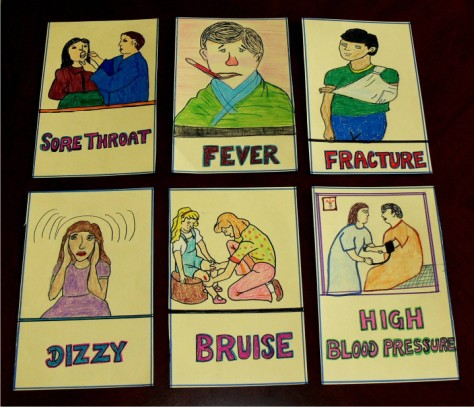 SORE THROAT
FEVER
FRACTURE
DIZZY
BRUISE
HIGH
BLOOD PRESSURE